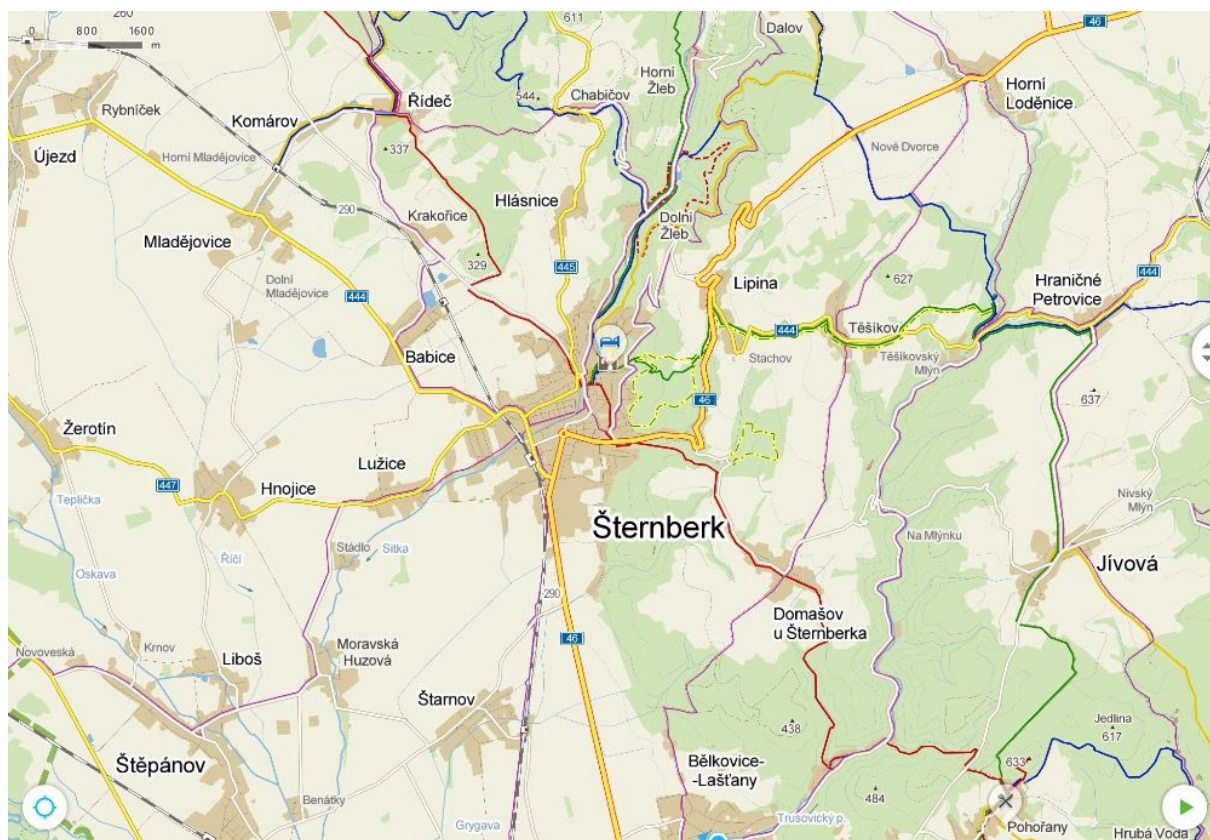 260
0 800 1600
m
611
Dalov
46
Rybníček
Řídeč
Horní
Žleb
544
Chabičov
Horní
Loděnice
Komárov
337
Újezd
Horní Mladějovice
Nové Dvorce
290
Krakořice
Hlásnice
Dolní
Žleb
Mladějovice
329
445
Dolní
Mladějovice
627
Lipina
Hraničné
Petrovice
444
444
444
Těšíkov
Babice
Stachov
Těšíkovský
Mlýn
46
637
Žerotín
Lužice
447
Hnojice
Teplička
Šternberk
Nivský
Mlýn
Stádlo
Sitka
Na Mlýnku
Říčí
Oskava
Jívová
290
Domašov
u Šternberka
46
Krnov
Moravská
Huzová
Novoveská
Liboš
Štarnov
438
Jedlina
617
Štěpánov
Bělkovice-
-Lašťany
633
484
Benátky
Trusovický p.
Grygava
Pohořany
Hrubá Voda